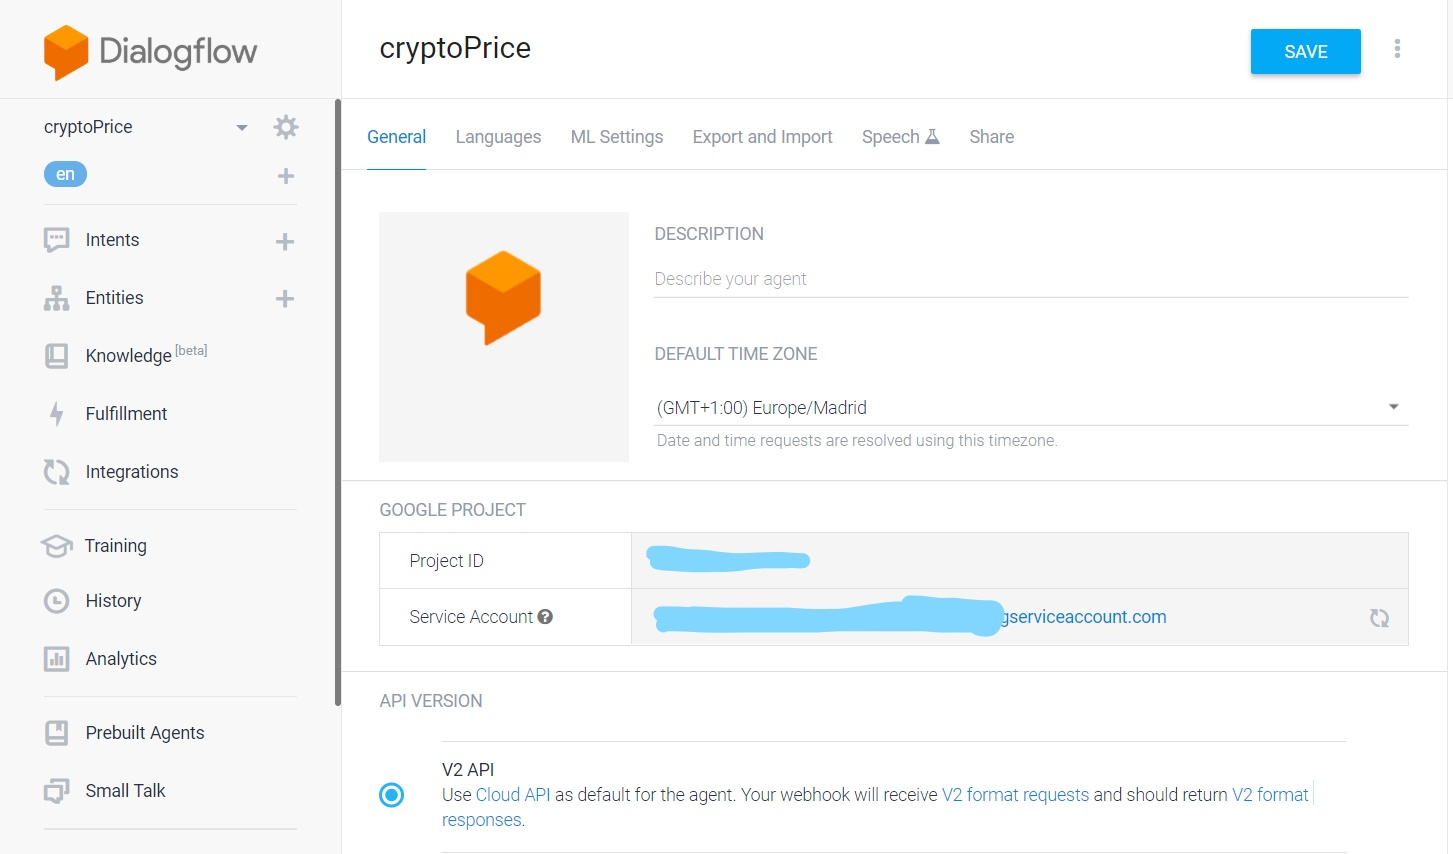 Dialogflow
cryptoPrice
SAVE
cryptoPrice
en
General Languages ML Settings Export and Import Speech Share
Intents
Entities
Knowledge [beta]
Fulfillment
Integrations
Training
History
Analytics
Prebuilt Agents
Small Talk
DESCRIPTION
Describe your agent
DEFAULT TIME ZONE
(GMT+1:00) Europe/Madrid
Date and time requests are resolved using this timezone.
GOOGLE PROJECT
Project ID
Service Account ? gserviceaccount.com
API VERSION
V2 API
Use Cloud API as default for the agent. Your webhook will receive V2 format requests and should return V2 format
responses.